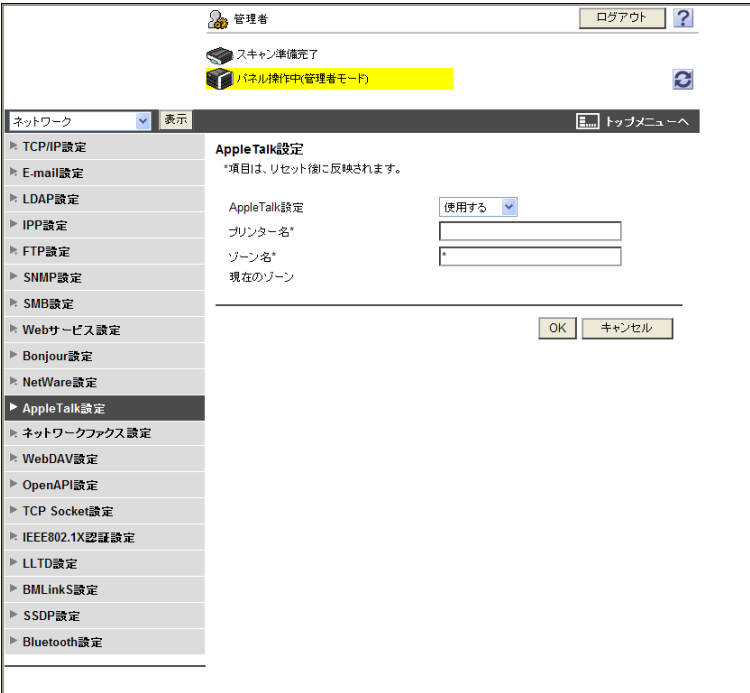 管理者
ログアウト
?
スキャン準備完了
パネル操作中(管理者モード)
ネットワーク
表示
トップメニューへ
TCP/IP設定
E-mail設定
LDAP設定
IPP設定
FTP設定
SNMP設定
SMB設定
Webサービス設定
Bonjour設定
NetWare設定
AppleTalk設定
ネットワークファクス設定
WebDAV設定
OpenAPI設定
TCP Socket設定
IEEE802.1X認証設定
LLTD設定
BMLinkS設定
SSDP設定
Bluetooth設定
AppleTalk設定
*項目は、リセット後に反映されます。
AppleTalk設定 使用する
プリンター名*
ゾーン名* *
現在のゾーン
OK キャンセル